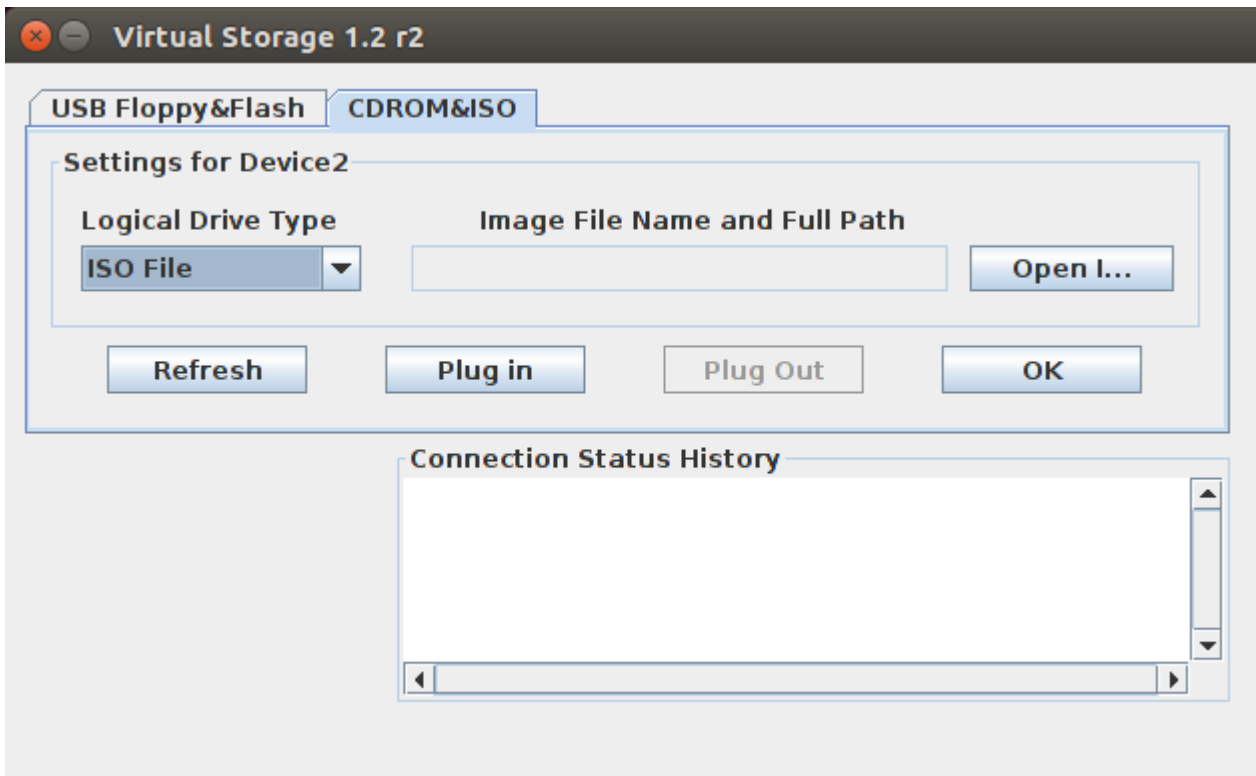 Virtual Storage 1.2 r2
USB Floppy&Flash CDROM&ISO
Settings for Device2
Logical Drive Type Image File Name and Full Path
ISO File Open I...
Refresh Plug in Plug Out OK
Connection Status History